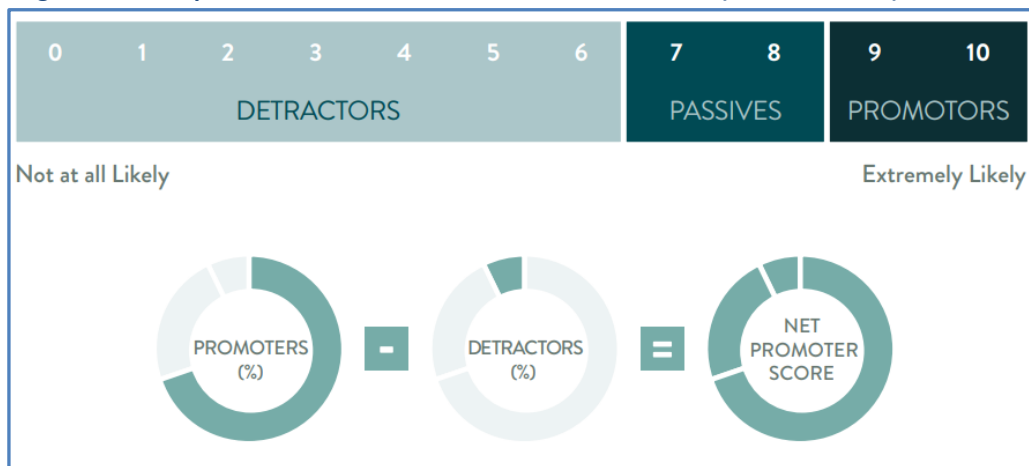 0 1 2 3 4 5 6 7 8 9 10
DETRACTORS PASSIVES PROMOTORS
Not at all Likely Extremely Likely
PROMOTERS
(%)
-
DETRACTORS
(%)
=
NET
PROMOTER
SCORE